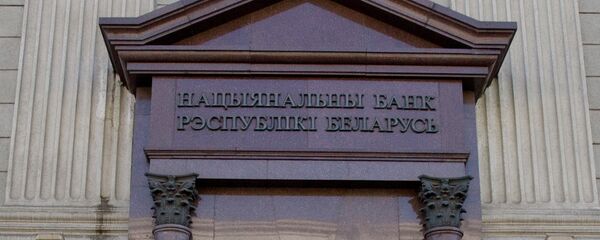 НАЦЫЯНАЛЬНЫ БАНК
РЭСПУБЛІКІ БЕЛАРУСЬ